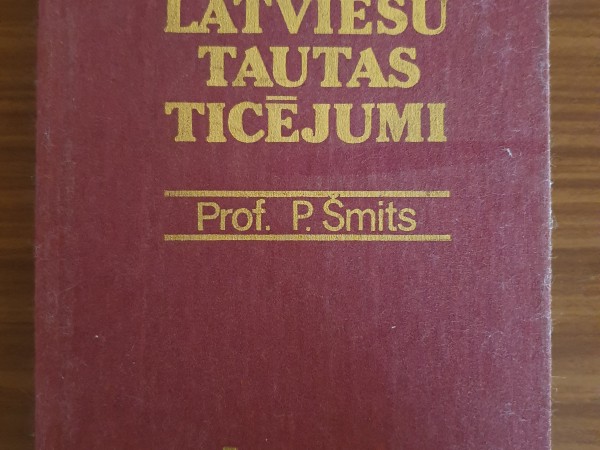 LATVIEŠU
TAUTAS
TICĒJUMI
Prof. P. Šmits